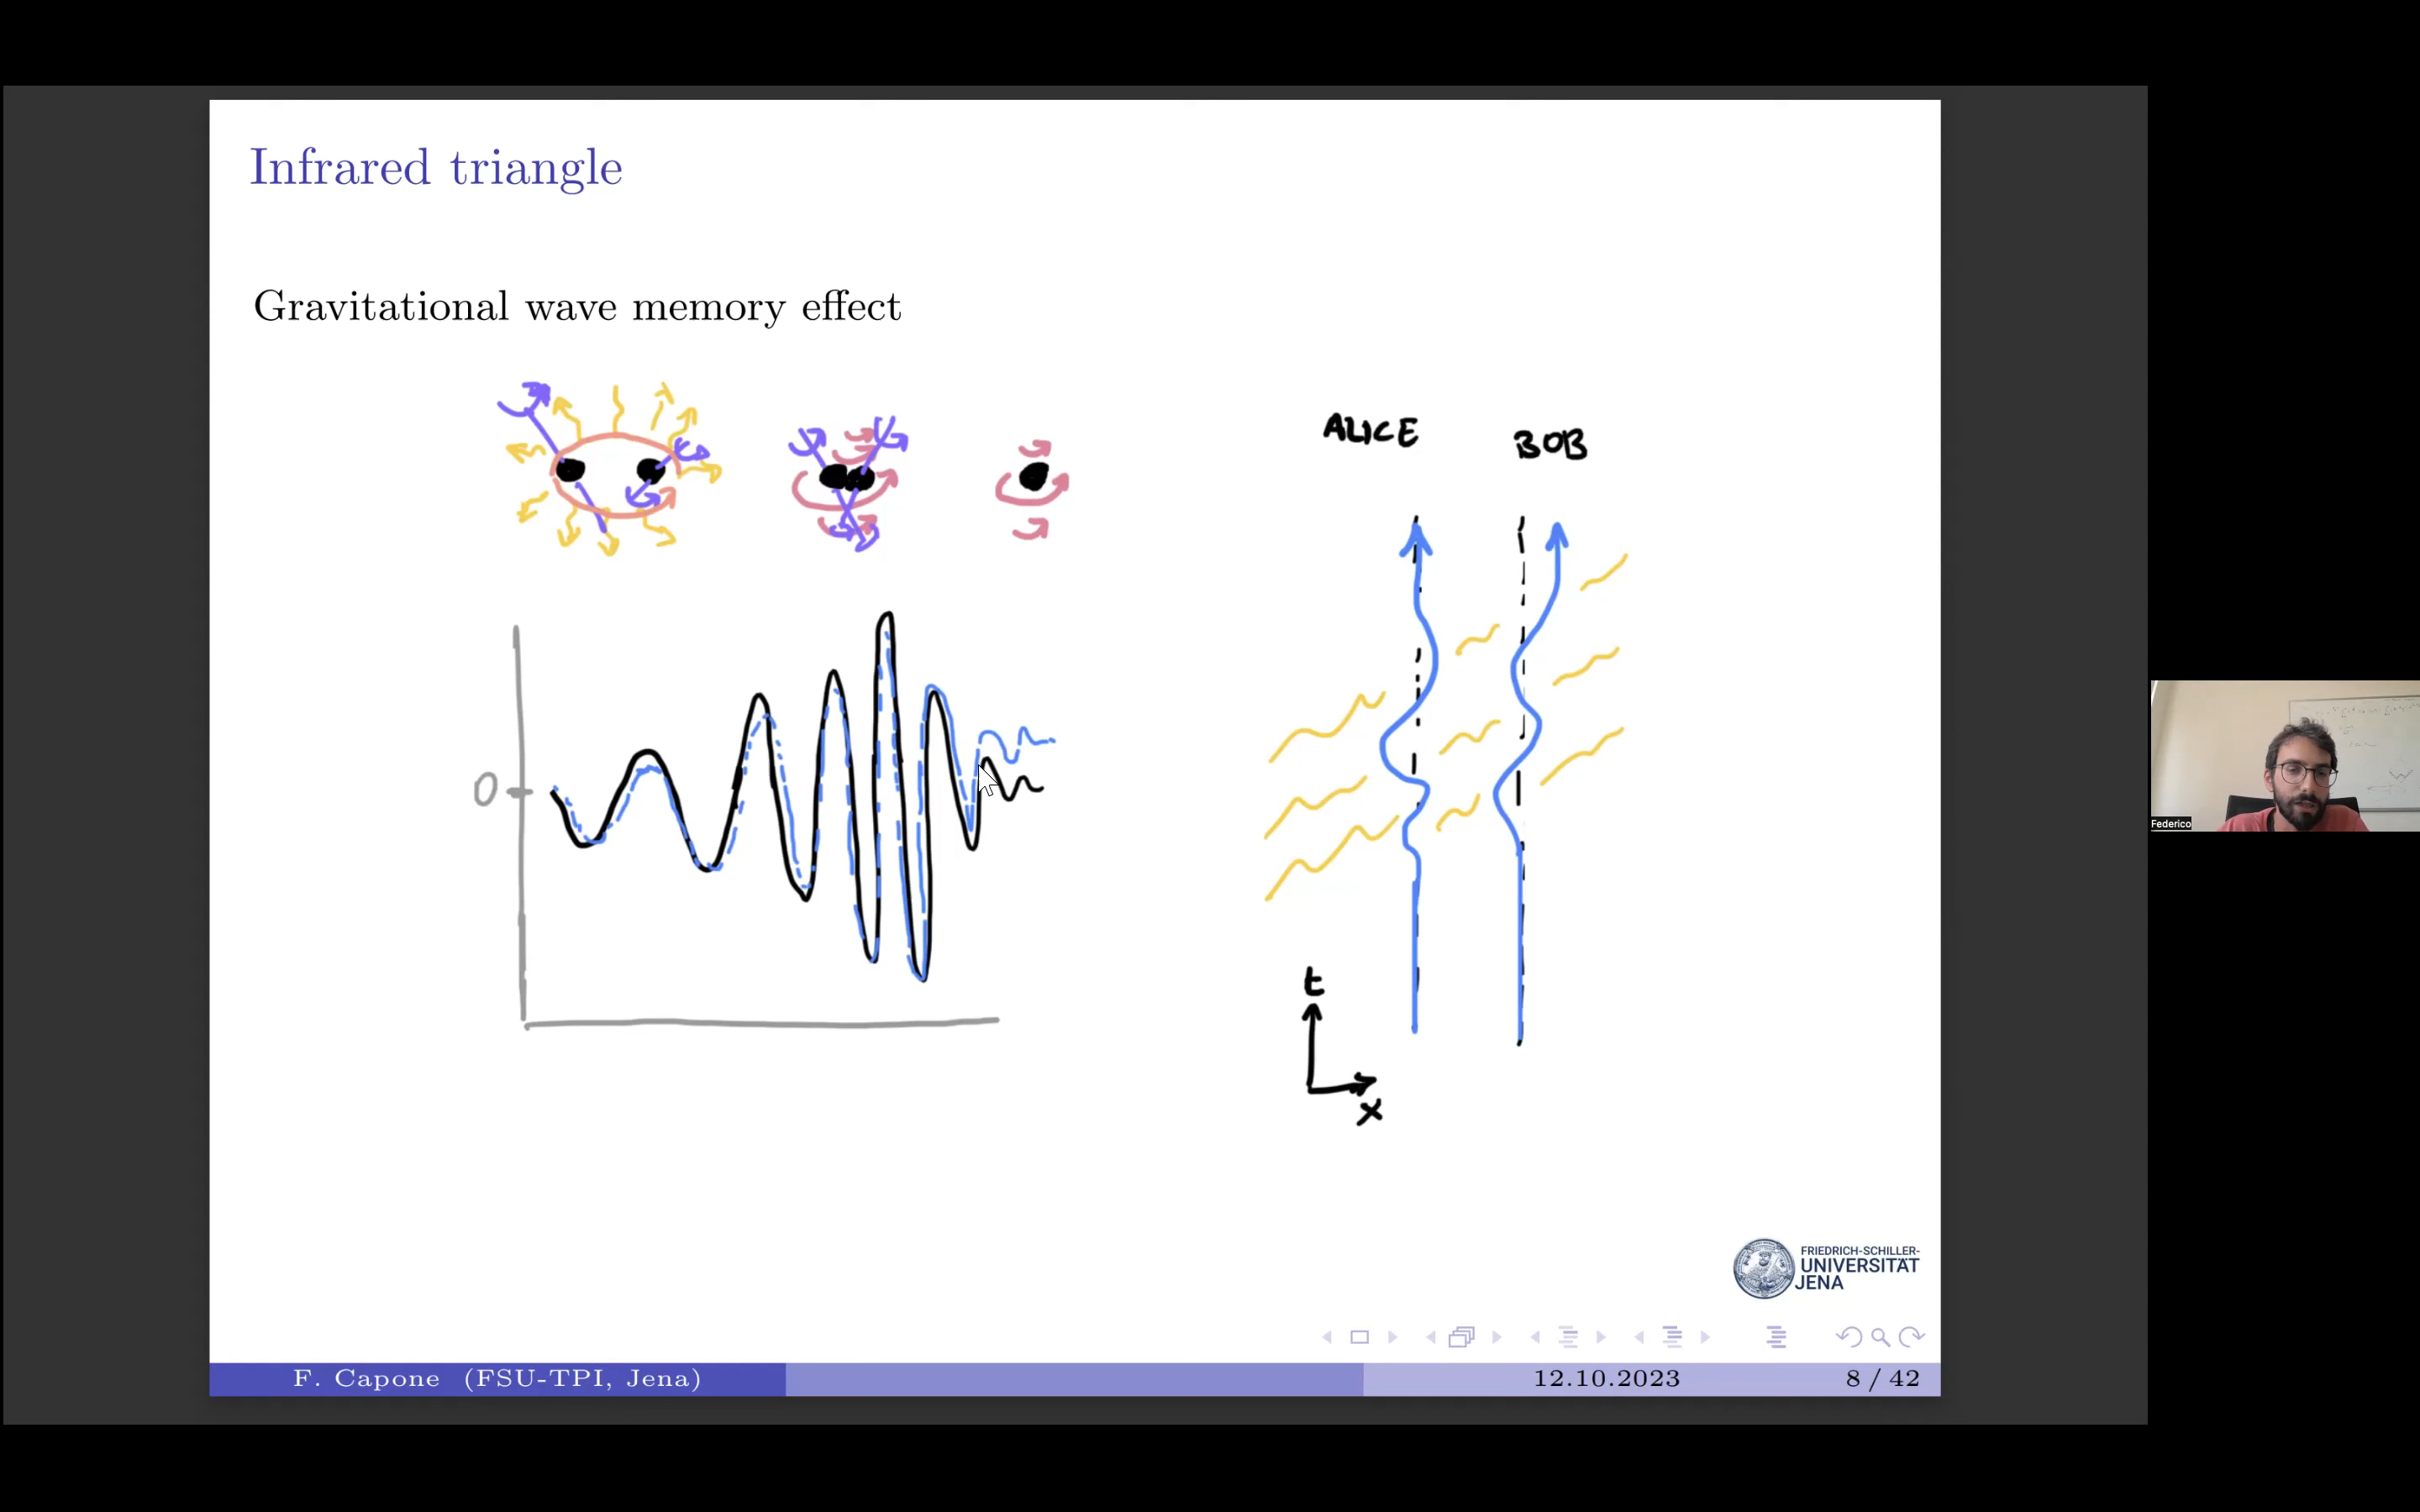 Infrared triangle
Gravitational wave memory effect
ALICE
BOB
0
t
x
Federico
FRIEDRICH-SCHILLER-
UNIVERSITÄT
JENA
F. Capone (FSU-TPI, Jena)
12.10.2023
8 / 42